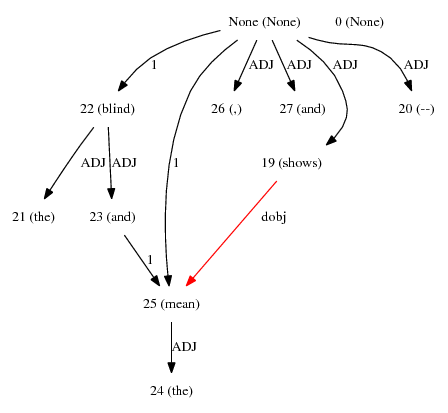 None (None) 0 (None)
1 ADJ ADJ ADJ ADJ
22 (blind) 26 (,) 27 (and) 20 (--)
ADJ ADJ 1 19 (shows)
21 (the) 23 (and) dobj
1
25 (mean)
ADJ
24 (the)